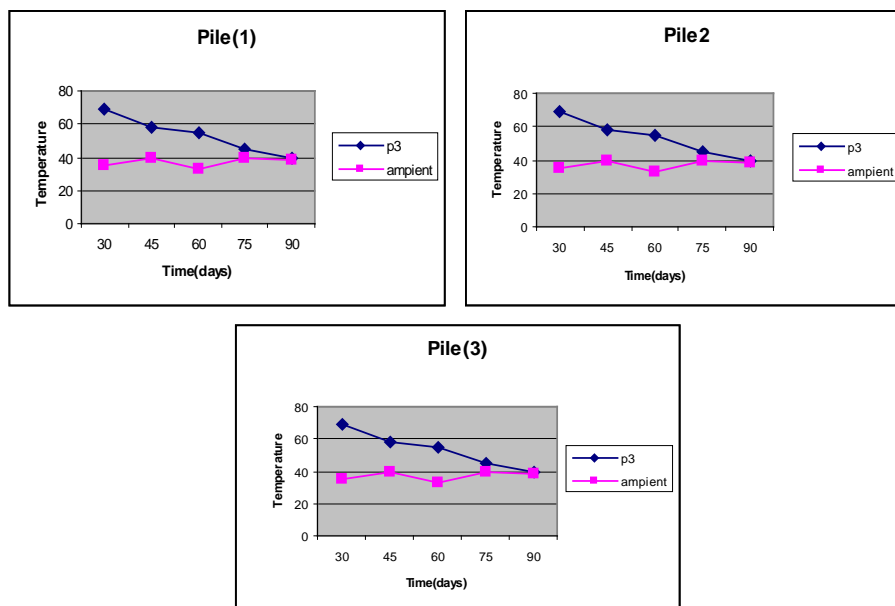 Pile(1)
80
60
40
20
0
Temperature
30 45 60 75 90
Time(days)
p3
ampient
Pile2
80
60
40
20
0
Temperature
30 45 60 75 90
Time(days)
p3
ampient
Pile(3)
80
60
40
20
0
Temperature
30 45 60 75 90
Time(days)
p3
ampient